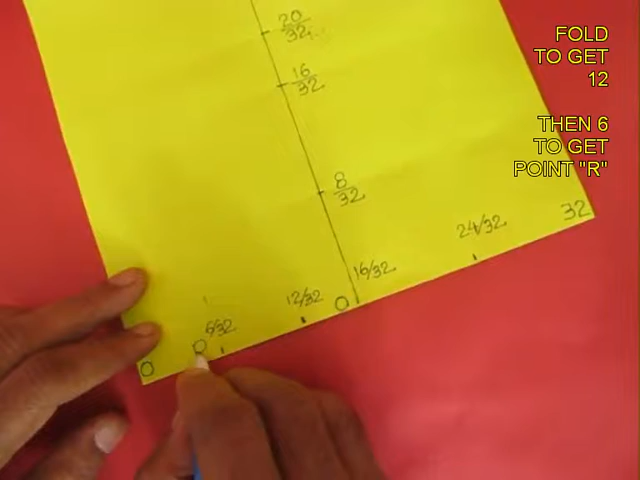 FOLD
TO GET
12
THEN 6
TO GET
POINT "R"
20/32
16/32
8/32
24/32
32
16/32
12/32
0
6/32
0